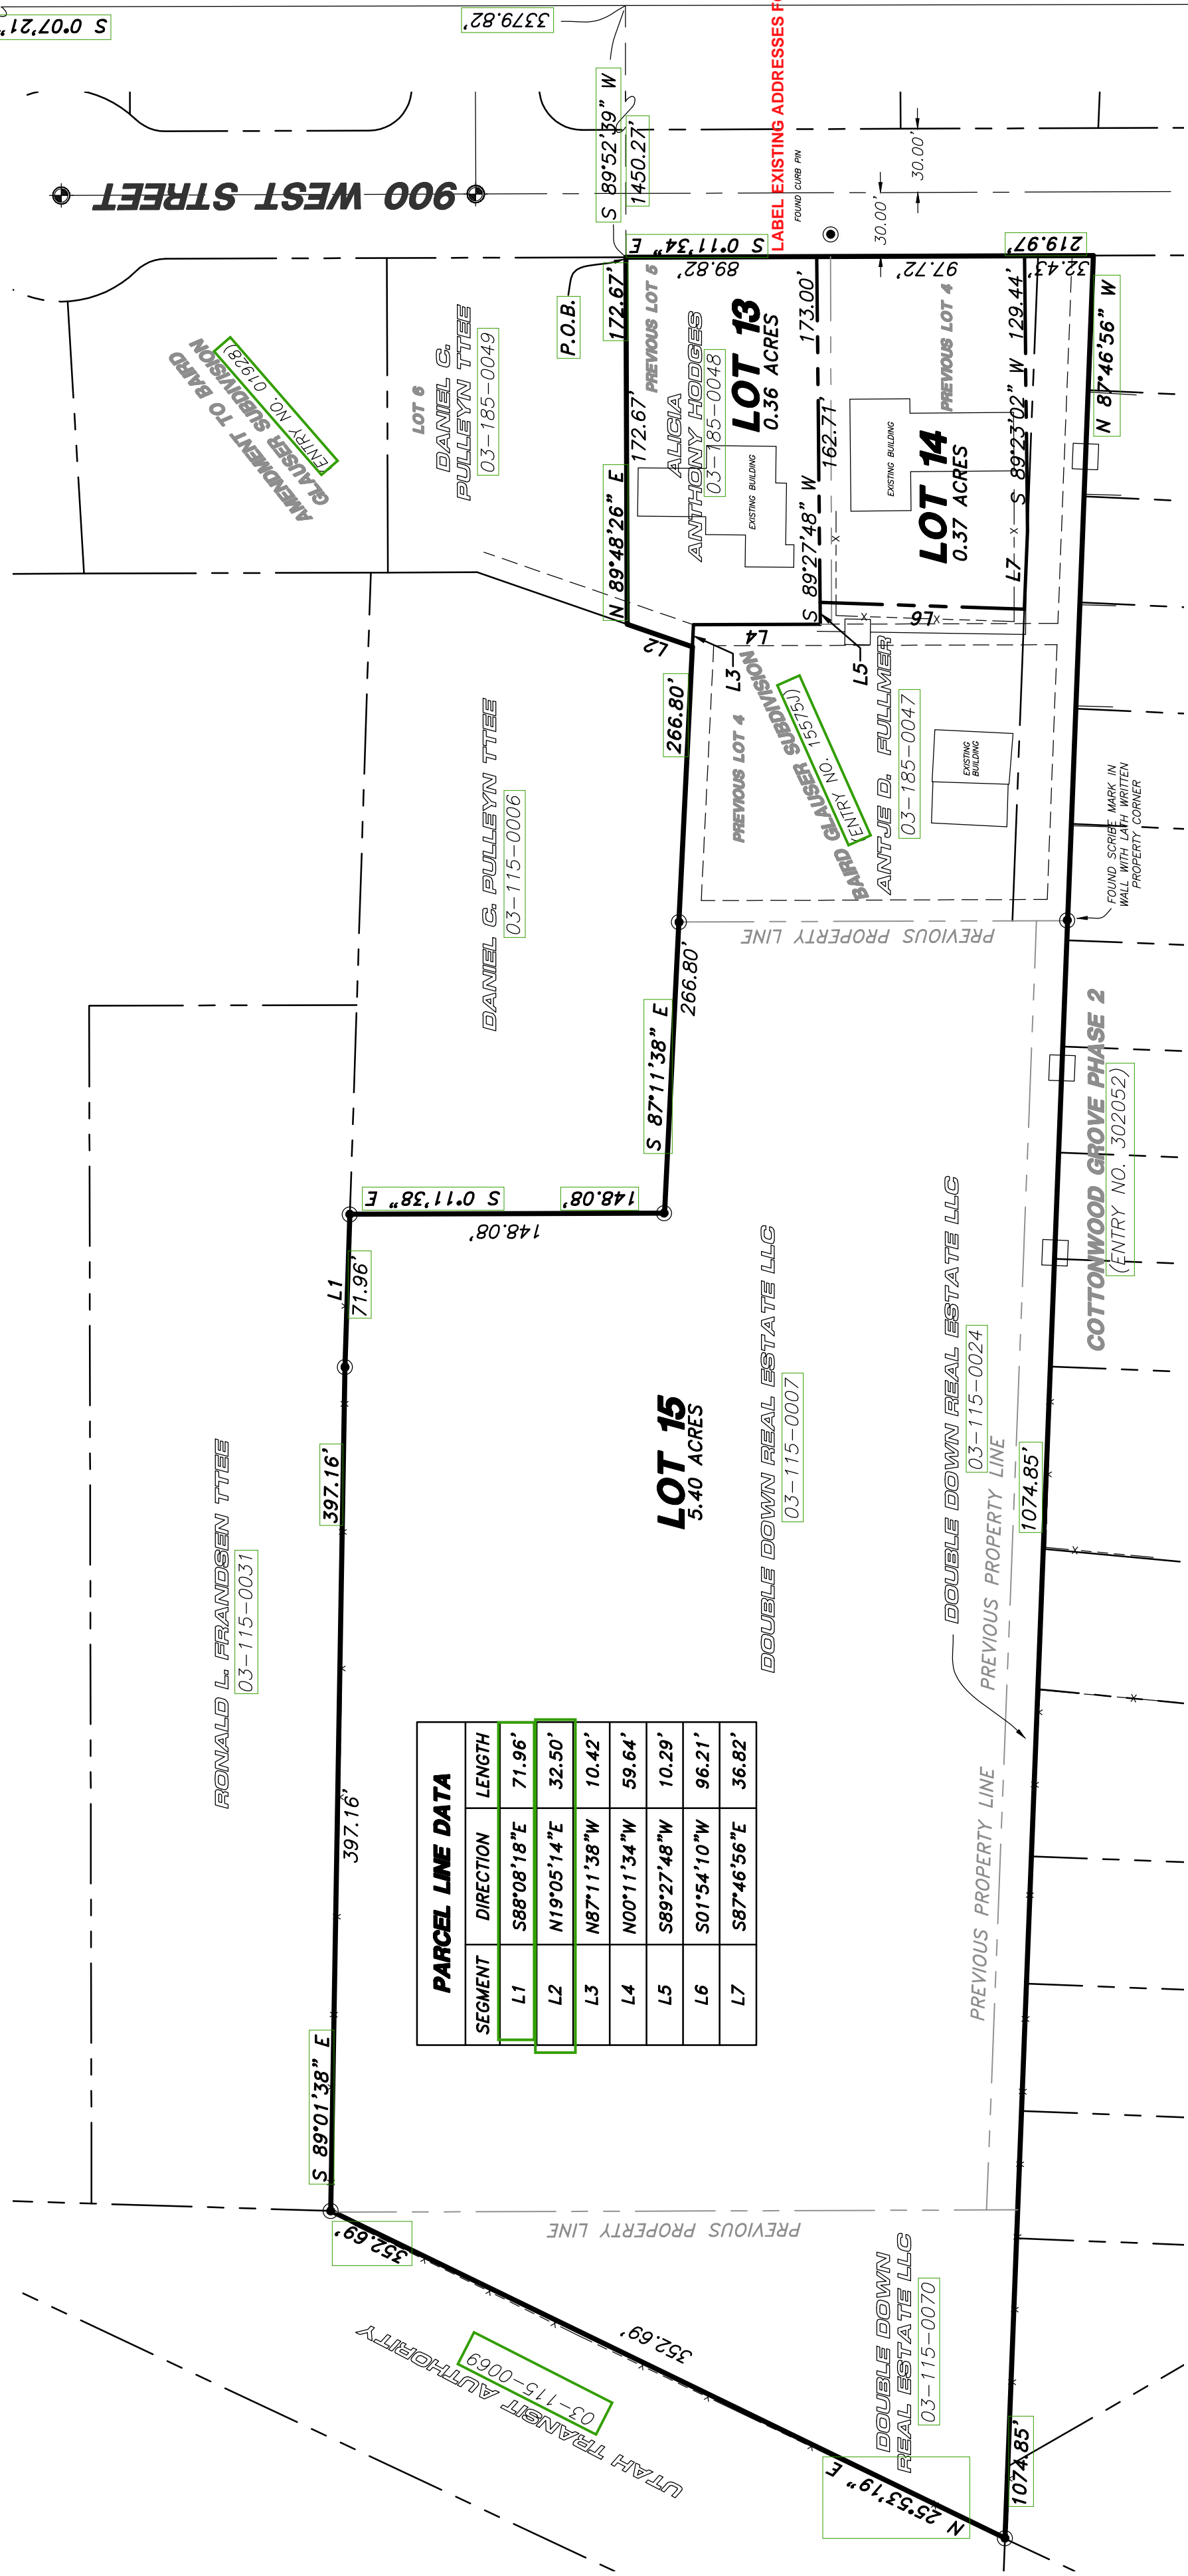 S 0°07'21"
3379.82'
900 WEST STREET
S 89°52'39" W
1450.27'
LABEL EXISTING ADDRESSES FO
FOUND CURB PIN
30.00'
30.00'
P.O.B.
S 0°11'34" E
219.97'
89.82'
97.72'
32.43'
N 89°48'26" E
172.67'
172.67'
PREVIOUS LOT 5
ALICIA
ANTHONY HODGES
03-185-0048
LOT 13
0.36 ACRES
EXISTING BUILDING
S 89°27'48" W
173.00'
162.71'
EXISTING BUILDING
PREVIOUS LOT 4
LOT 14
0.37 ACRES
S 89°23'02" W
129.44'
L7
L6
N 87°46'56" W
AMENDMENT TO BAIRD
GLAUSER SUBDIVISION
(ENTRY NO. 01928)
LOT 6
DANIEL C.
PULLEYN TTEE
03-185-0049
L2
L3
L4
L5
266.80'
PREVIOUS LOT 4
BAIRD GLAUSER SUBDIVISION
(ENTRY NO. 15575J)
ANTJE D. FULLMER
03-185-0047
EXISTING
BUILDING
FOUND SCRIBE MARK IN
WALL WITH LATH WRITTEN
PROPERTY CORNER
DANIEL C. PULLEYN TTEE
03-115-0006
PREVIOUS PROPERTY LINE
S 87°11'38" E
266.80'
S 0°11'38" E
148.08'
148.08'
L1
71.96'
COTTONWOOD GROVE PHASE 2
(ENTRY NO. 302052)
RONALD L. FRANDSEN TTEE
03-115-0031
397.16'
397.16'
S 89°01'38" E
LOT 15
5.40 ACRES
DOUBLE DOWN REAL ESTATE LLC
03-115-0007
DOUBLE DOWN REAL ESTATE LLC
03-115-0024
PREVIOUS PROPERTY LINE
1074.85'
PREVIOUS PROPERTY LINE
PARCEL LINE DATA
SEGMENT DIRECTION LENGTH
L1 S88°08'18"E 71.96'
L2 N19°05'14"E 32.50'
L3 N87°11'38"W 10.42'
L4 N00°11'34"W 59.64'
L5 S89°27'48"W 10.29'
L6 S01°54'10"W 96.21'
L7 S87°46'56"E 36.82'
PREVIOUS PROPERTY LINE
352.69'
352.69'
N 25°53'19" E
UTAH TRANSIT AUTHORITY
03-115-0069
DOUBLE DOWN
REAL ESTATE LLC
03-115-0070
1074.85'